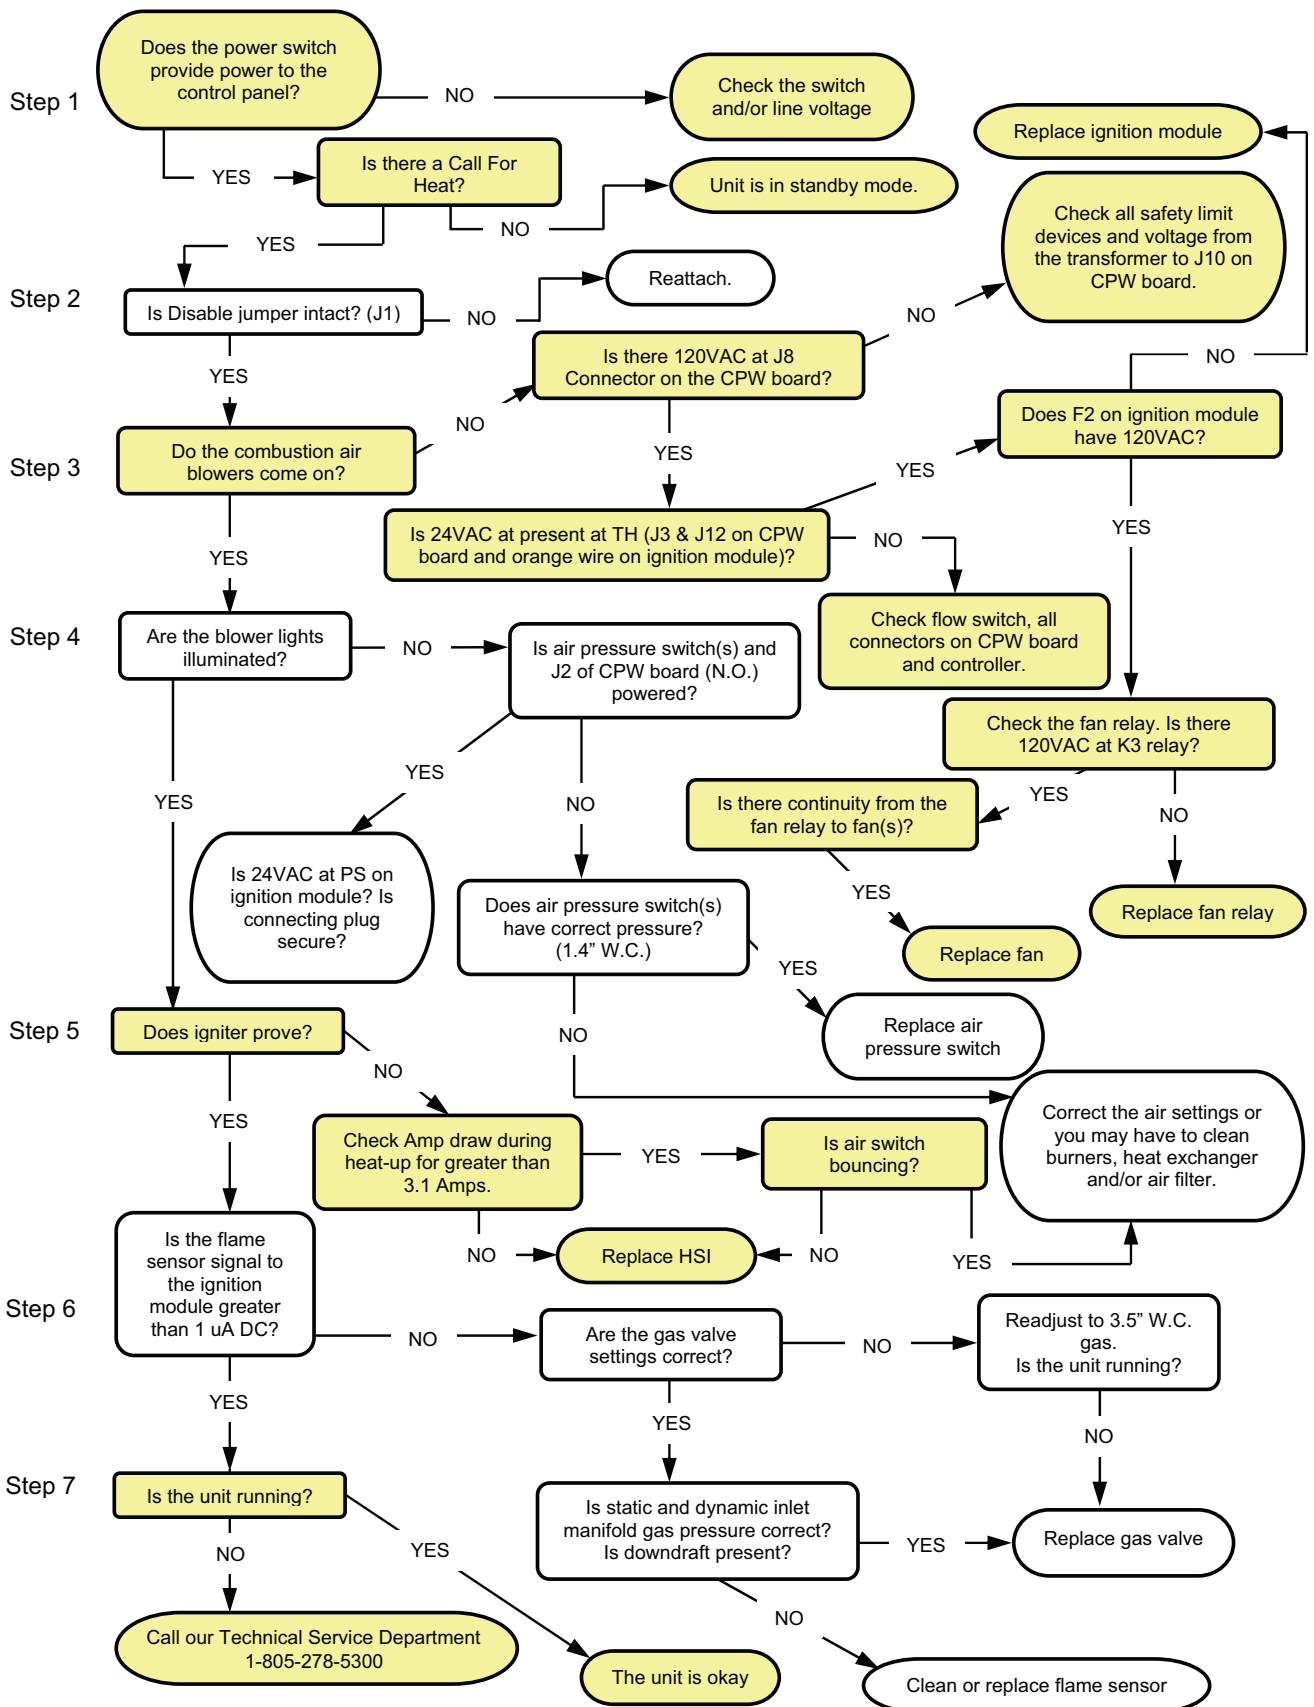 Does the power switch
provide power to the
control panel?
Step 1
NO
Check the switch
and/or line voltage
Replace ignition module
YES
Is there a Call For
Heat?
Unit is in standby mode.
NO
YES
Check all safety limit
devices and voltage from
the transformer to J10 on
CPW board.
Step 2
Is Disable jumper intact? (J1)
NO
Reattach.
YES
Is there 120VAC at J8
Connector on the CPW board?
NO
NO
Step 3
Do the combustion air
blowers come on?
NO
YES
Does F2 on ignition module
have 120VAC?
YES
YES
Is 24VAC at present at TH (J3 & J12 on CPW
board and orange wire on ignition module)?
NO
YES
Step 4
Are the blower lights
illuminated?
NO
Is air pressure switch(s) and
J2 of CPW board (N.O.)
powered?
Check flow switch, all
connectors on CPW board
and controller.
Check the fan relay. Is there
120VAC at K3 relay?
YES
YES
NO
Is there continuity from the
fan relay to fan(s)?
YES
NO
Is 24VAC at PS on
ignition module? Is
connecting plug
secure?
Does air pressure switch(s)
have correct pressure?
(1.4” W.C.)
YES
Replace fan relay
Replace fan
YES
Step 5
Does igniter prove?
NO
Replace air
pressure switch
NO
YES
Check Amp draw during
heat-up for greater than
3.1 Amps.
YES
Is air switch
bouncing?
Correct the air settings or
you may have to clean
burners, heat exchanger
and/or air filter.
NO
Replace HSI
NO
YES
Step 6
Is the flame
sensor signal to
the ignition
module greater
than 1 uA DC?
NO
Are the gas valve
settings correct?
NO
Readjust to 3.5” W.C.
gas.
Is the unit running?
YES
YES
NO
Step 7
Is the unit running?
Is static and dynamic inlet
manifold gas pressure correct?
Is downdraft present?
YES
Replace gas valve
NO
YES
NO
Call our Technical Service Department
1-805-278-5300
The unit is okay
Clean or replace flame sensor